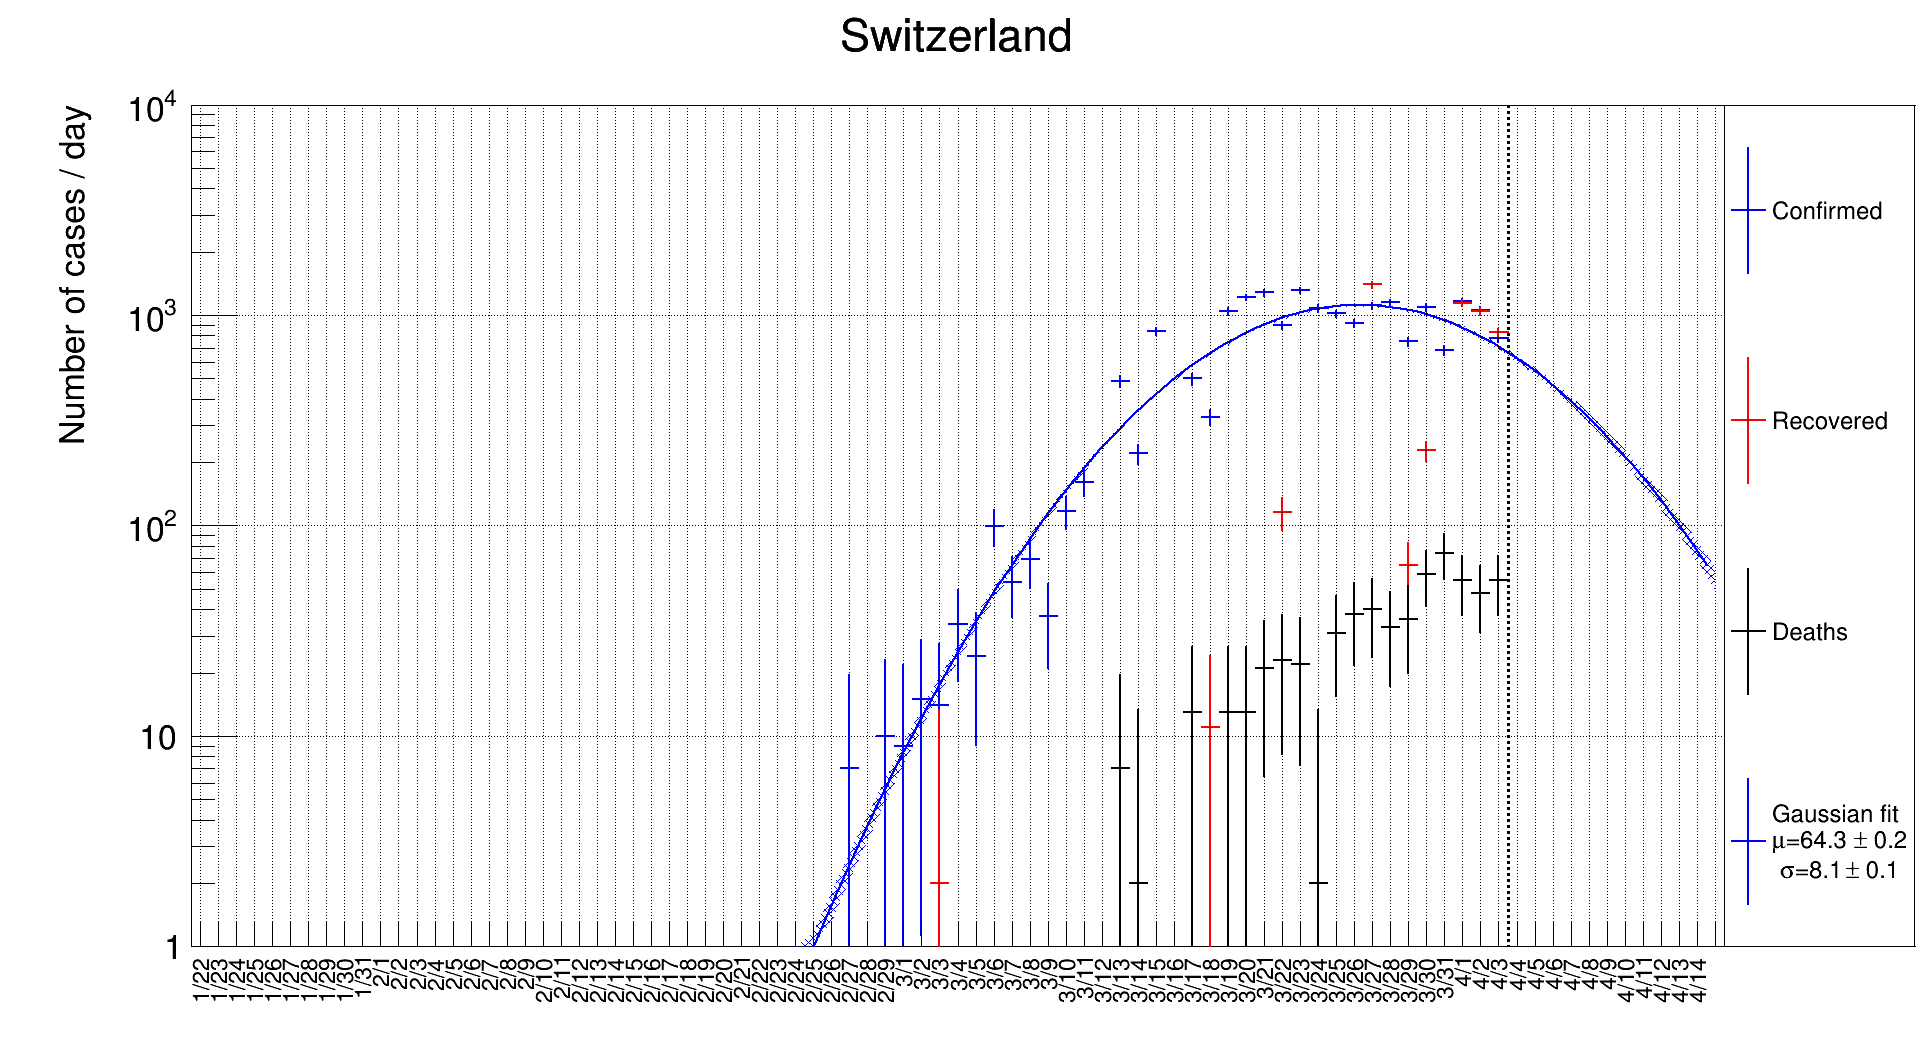 Switzerland
Number of cases / day
10⁴
10³
10²
10
1
1/22 1/23 1/24 1/25 1/26 1/27 1/28 1/29 1/30 1/31 2/1 2/2 2/3 2/4 2/5 2/6 2/7 2/8 2/9 2/10 2/11 2/12 2/13 2/14 2/15 2/16 2/17 2/18 2/19 2/20 2/21 2/22 2/23 2/24 2/25 2/26 2/27 2/28 2/29 3/1 3/2 3/3 3/4 3/5 3/6 3/7 3/8 3/9 3/10 3/11 3/12 3/13 3/14 3/15 3/16 3/17 3/18 3/19 3/20 3/21 3/22 3/23 3/24 3/25 3/26 3/27 3/28 3/29 3/30 3/31 4/1 4/2 4/3 4/4 4/5 4/6 4/7 4/8 4/9 4/10 4/11 4/12 4/13 4/14
Confirmed
Recovered
Deaths
Gaussian fit
μ=64.3 ± 0.2
σ=8.1 ± 0.1